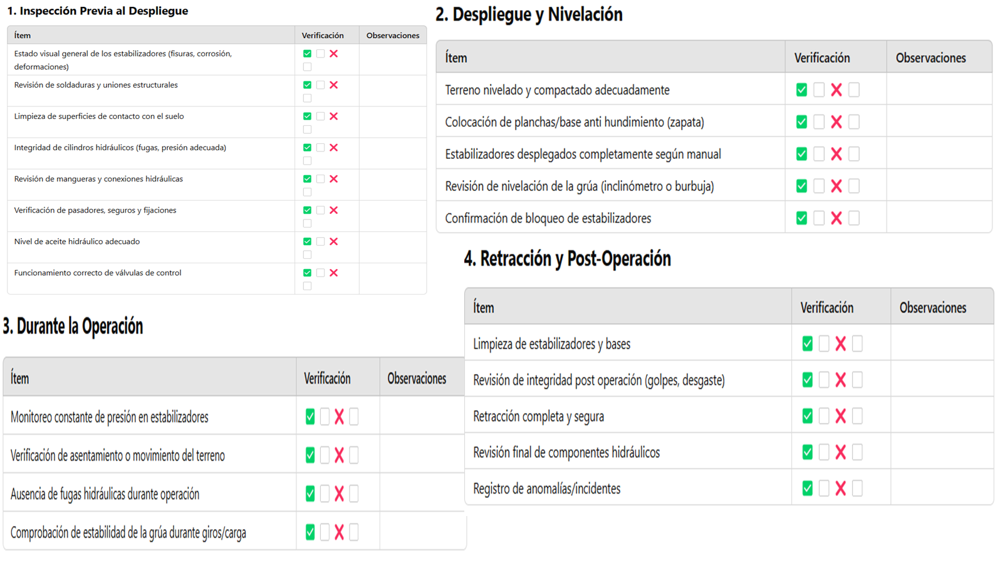 1. Inspección Previa al Despliegue
Ítem Verificación Observaciones
Estado visual general de los estabilizadores (fisuras, corrosión,
deformaciones)
Revisión de soldaduras y uniones estructurales
Limpieza de superficies de contacto con el suelo
Integridad de cilindros hidráulicos (fugas, presión adecuada)
Revisión de mangueras y conexiones hidráulicas
Verificación de pasadores, seguros y fijaciones
Nivel de aceite hidráulico adecuado
Funcionamiento correcto de válvulas de control
2. Despliegue y Nivelación
Ítem Verificación Observaciones
Terreno nivelado y compactado adecuadamente
Colocación de planchas/base anti hundimiento (zapata)
Estabilizadores desplegados completamente según manual
Revisión de nivelación de la grúa (inclinómetro o burbuja)
Confirmación de bloqueo de estabilizadores
3. Durante la Operación
Ítem Verificación Observaciones
Monitoreo constante de presión en estabilizadores
Verificación de asentamiento o movimiento del terreno
Ausencia de fugas hidráulicas durante operación
Comprobación de estabilidad de la grúa durante giros/carga
4. Retracción y Post-Operación
Ítem Verificación Observaciones
Limpieza de estabilizadores y bases
Revisión de integridad post operación (golpes, desgaste)
Retracción completa y segura
Revisión final de componentes hidráulicos
Registro de anomalías/incidentes